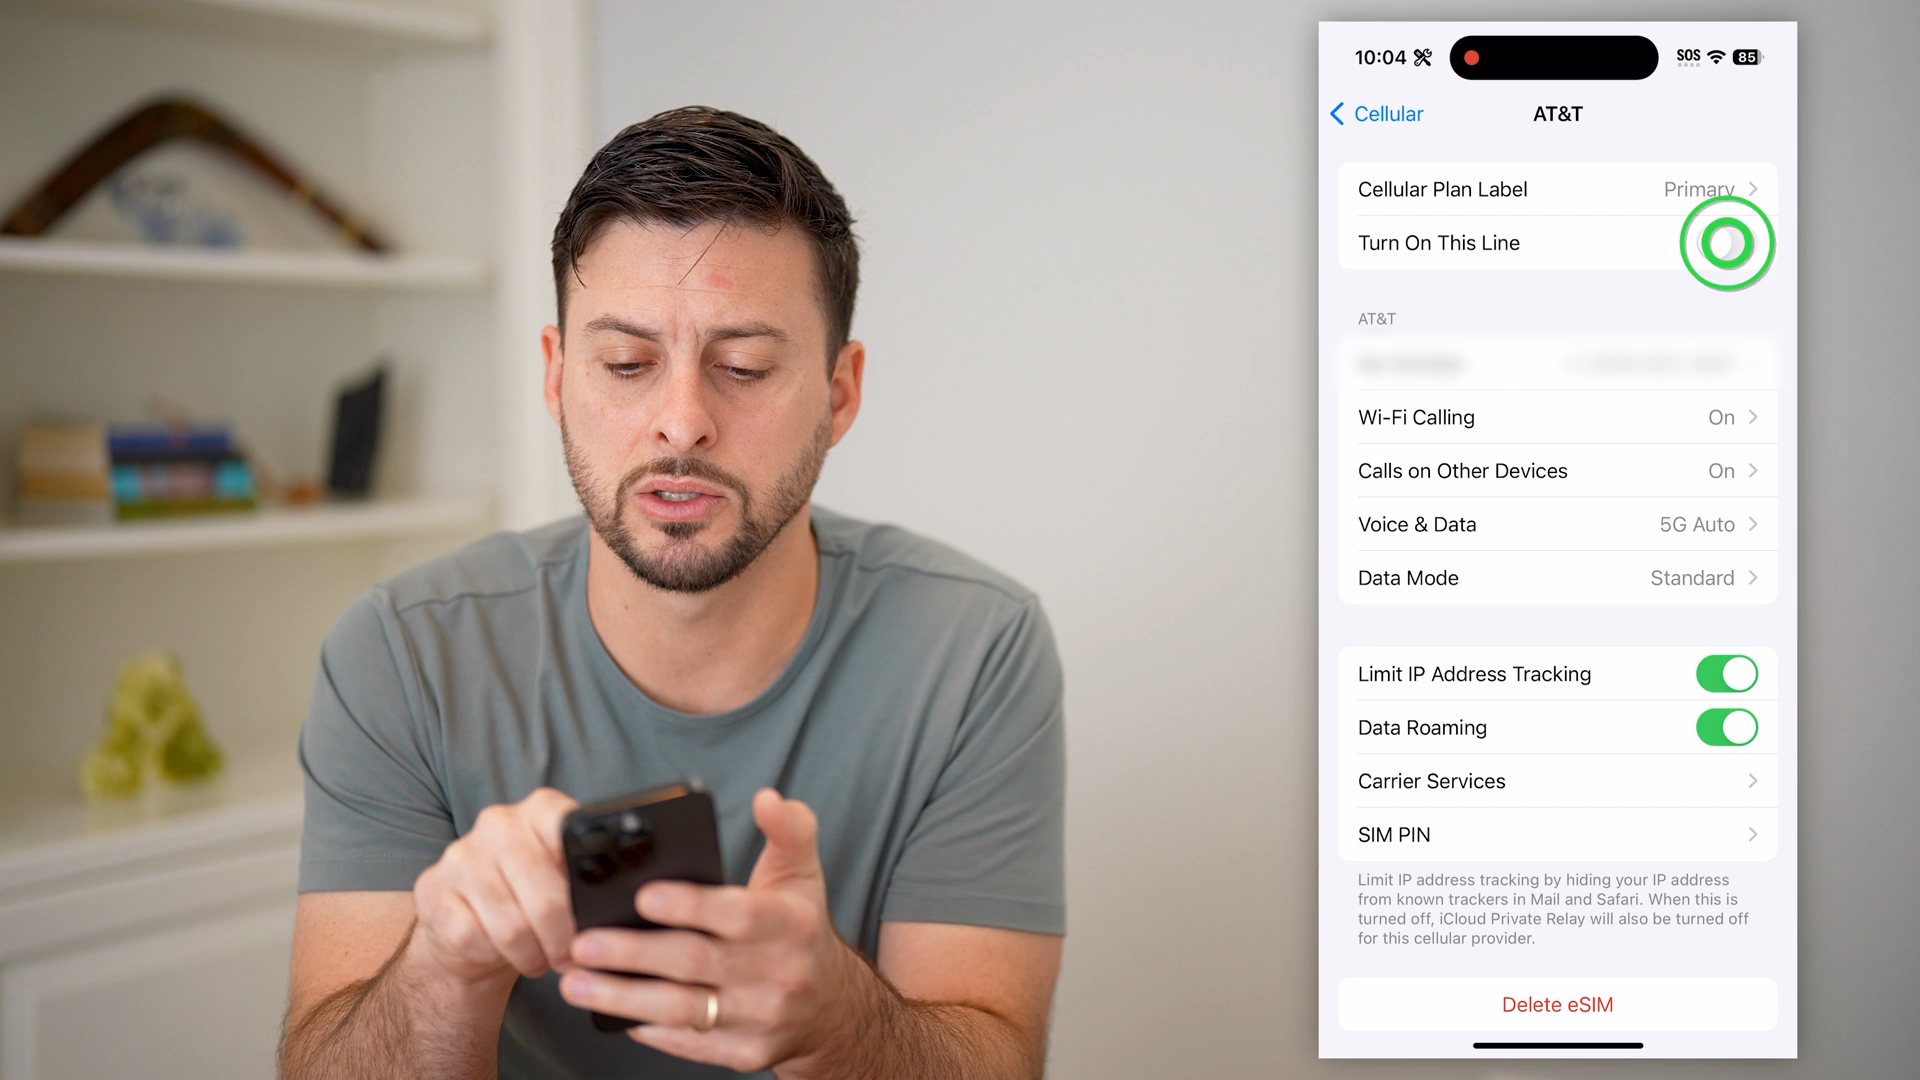 10:04
SOS
85
Cellular
AT&T
Cellular Plan Label
Primary
Turn On This Line
AT&T
Wi-Fi Calling
On
Calls on Other Devices
On
Voice & Data
5G Auto
Data Mode
Standard
Limit IP Address Tracking
Data Roaming
Carrier Services
SIM PIN
Limit IP address tracking by hiding your IP address
from known trackers in Mail and Safari. When this is
turned off, iCloud Private Relay will also be turned off
for this cellular provider.
Delete eSIM